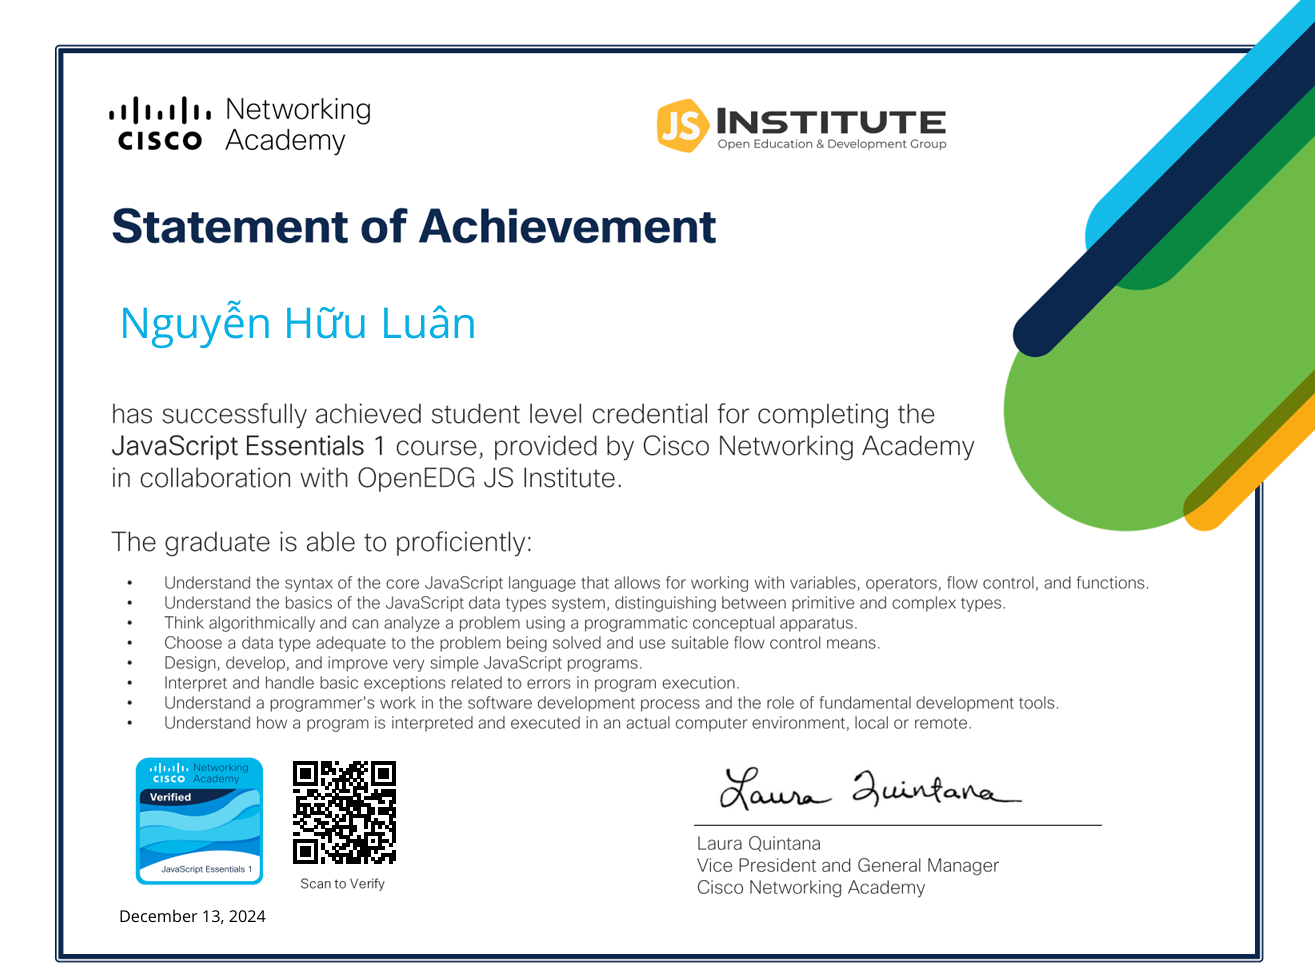 CISCO Networking Academy
JS INSTITUTE
Open Education & Development Group
Statement of Achievement
Nguyễn Hữu Luân
has successfully achieved student level credential for completing the
JavaScript Essentials 1 course, provided by Cisco Networking Academy
in collaboration with OpenEDG JS Institute.
The graduate is able to proficiently:
• Understand the syntax of the core JavaScript language that allows for working with variables, operators, flow control, and functions.
• Understand the basics of the JavaScript data types system, distinguishing between primitive and complex types.
• Think algorithmically and can analyze a problem using a programmatic conceptual apparatus.
• Choose a data type adequate to the problem being solved and use suitable flow control means.
• Design, develop, and improve very simple JavaScript programs.
• Interpret and handle basic exceptions related to errors in program execution.
• Understand a programmer's work in the software development process and the role of fundamental development tools.
• Understand how a program is interpreted and executed in an actual computer environment, local or remote.
CISCO Networking Academy
Verified
JavaScript Essentials 1
Scan to Verify
December 13, 2024
Laura Quintana
Laura Quintana
Vice President and General Manager
Cisco Networking Academy